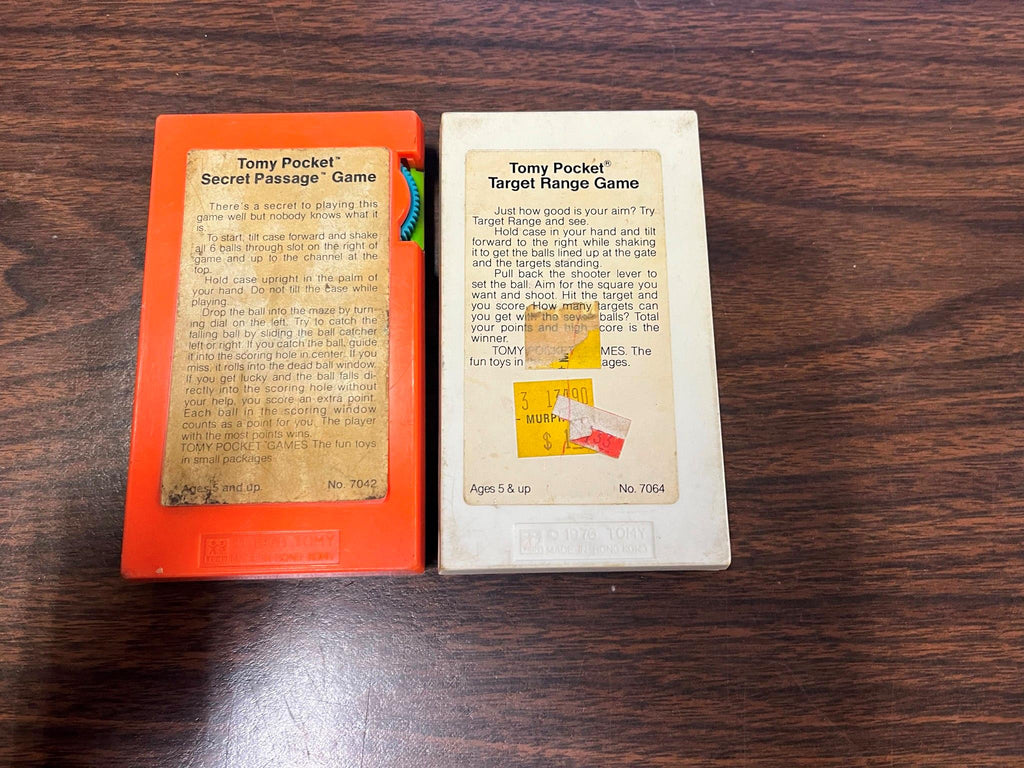 Tomy Pocket™
Secret Passage™ Game
There's a secret to playing this
game well but nobody knows what it
is.
To start, tilt case forward and shake
all 6 balls through slot on the right of
game and up to the channel at the
top.
Hold case upright in the palm of
your hand. Do not tilt the case while
playing.
Drop the ball into the maze by turn-
ing dial on the left. Try to catch the
falling ball by sliding the ball catcher
left or right. If you catch the ball, guide
it into the scoring hole in center. If you
miss, it rolls into the dead ball window.
If you get lucky and the ball falls di-
rectly into the scoring hole without
your help, you score an extra point.
Each ball in the scoring window
counts as a point for you. The player
with the most points wins.
TOMY POCKET™ GAMES The fun toys
in small packages.
Ages 5 and up. No. 7042
TOMY
MADE IN HONG KONG
Tomy Pocket®
Target Range Game
Just how good is your aim? Try
Target Range and see.
Hold case in your hand and tilt
forward to the right while shaking
it to get the balls lined up at the gate
and the targets standing.
Pull back the shooter lever to
set the ball. Aim for the square you
want and shoot. Hit the target and
you score. How many targets can
you get with the seven balls? Total
your points and high score is the
winner.
TOMY POCKET GAMES. The
fun toys in ages.
MURP
$ 1
Ages 5 & up No. 7064
© 1976 TOMY
MADE IN HONG KONG